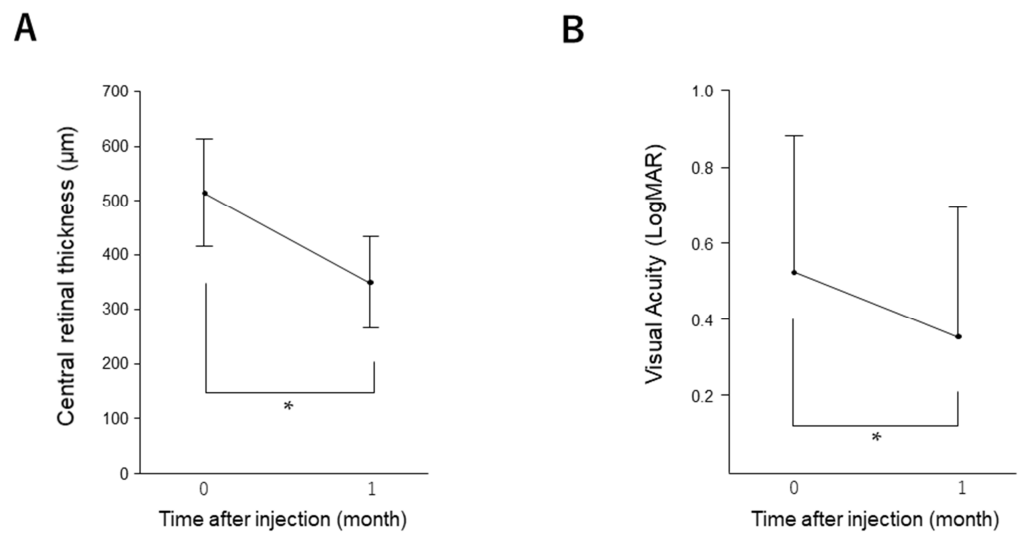 A
Central retinal thickness (μm)
700
600
500
400
300
200
100
0
*
0 1
Time after injection (month)
B
Visual Acuity (LogMAR)
1.0
0.8
0.6
0.4
0.2
*
0 1
Time after injection (month)